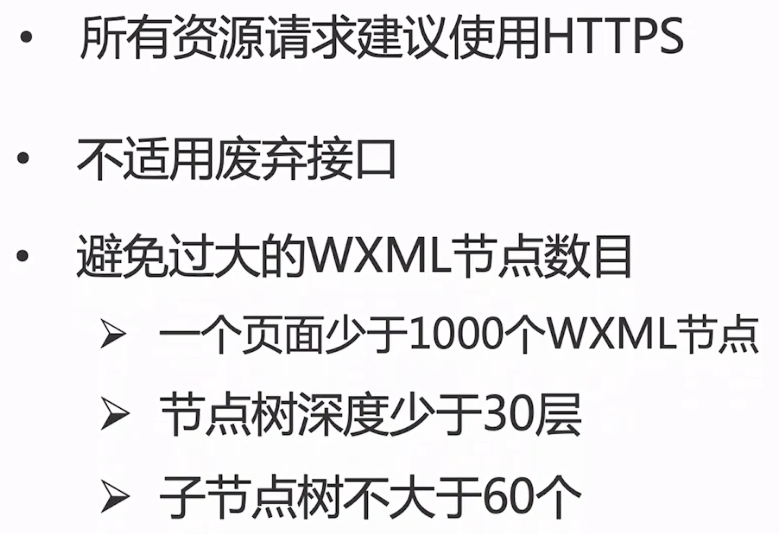 • 所有资源请求建议使用HTTPS
• 不适用废弃接口
• 避免过大的WXML节点数目
➢ 一个页面少于1000个WXML节点
➢ 节点树深度少于30层
➢ 子节点树不大于60个